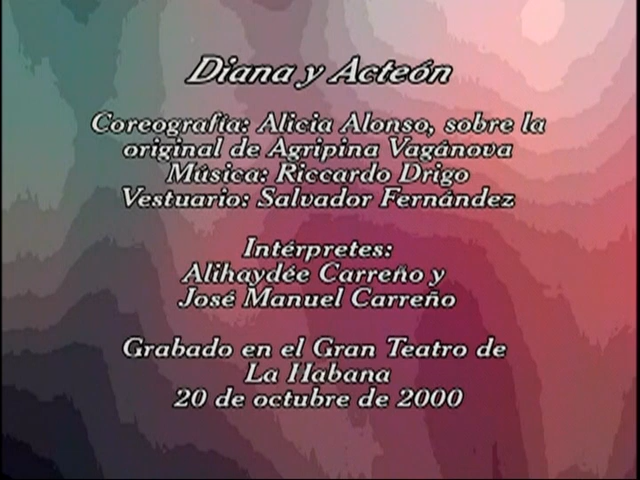 Diana y Acteón
Coreografía: Alicia Alonso, sobre la
original de Agripina Vagánova
Música: Riccardo Drigo
Vestuario: Salvador Fernández
Intérpretes:
Alihaydée Carreño y
José Manuel Carreño
Grabado en el Gran Teatro de
La Habana
20 de octubre de 2000